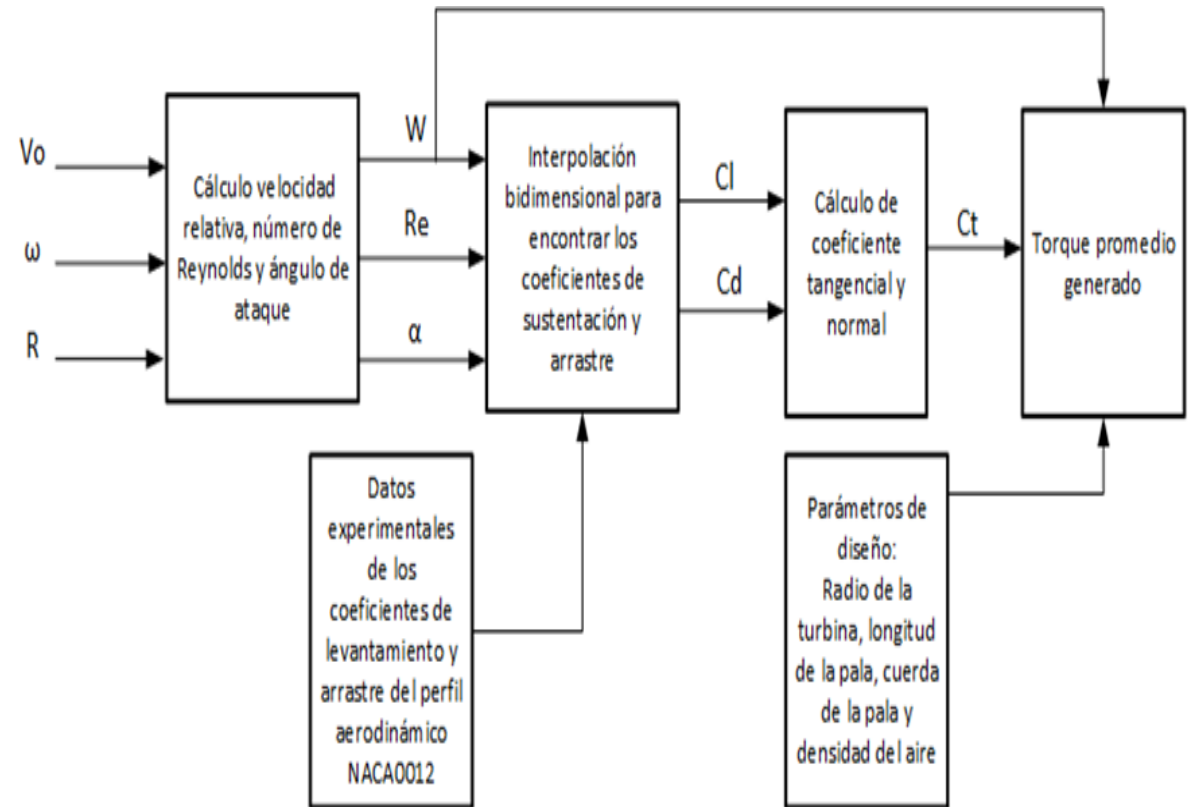 Vo
ω
R
Cálculo velocidad
relativa, número de
Reynolds y ángulo de
ataque
W
Re
α
Interpolación
bidimensional para
encontrar los
coeficientes de
sustentación y
arrastre
Cl
Cd
Cálculo de
coeficiente
tangencial y
normal
Ct
Torque promedio
generado
Datos
experimentales
de los
coeficientes de
levantamiento y
arrastre del perfil
aerodinámico
NACA0012
Parámetros de
diseño:
Radio de la
turbina, longitud
de la pala, cuerda
de la pala y
densidad del aire